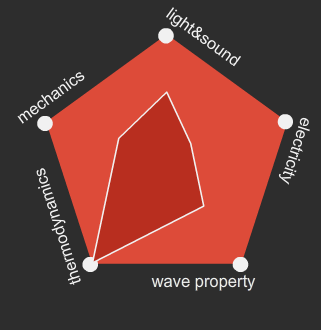 light&sound
mechanics
electricity
thermodynamics
wave property